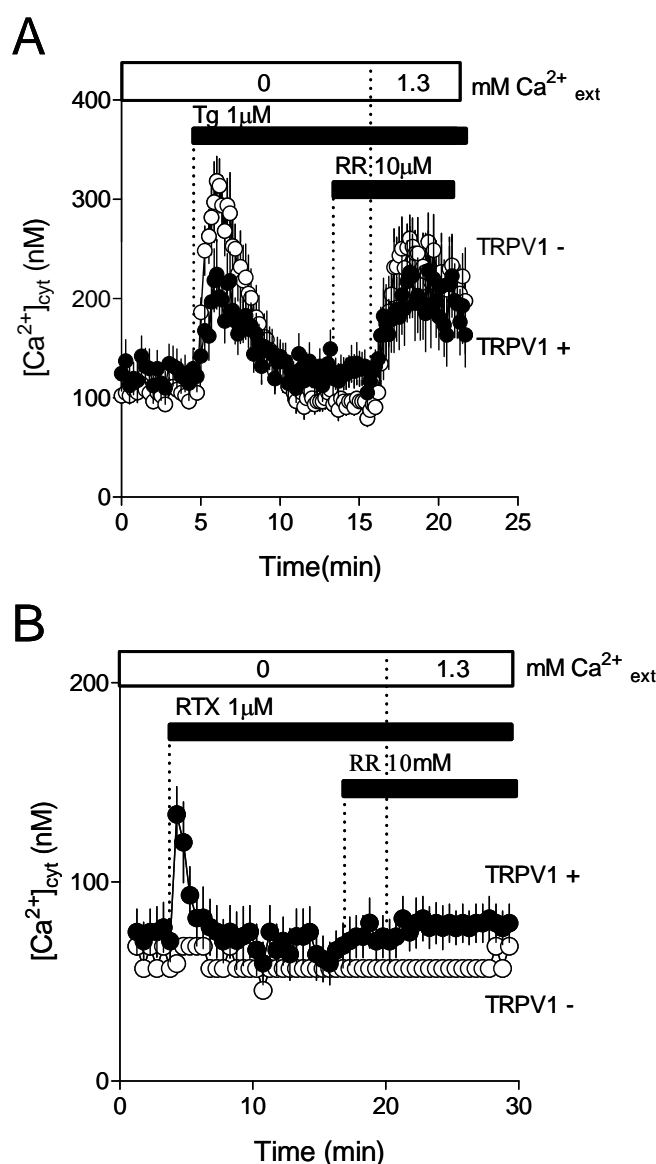 A
0 1.3 mM Ca²⁺ ext
400
Tg 1μM
RR 10μM
300
TRPV1 -
200
TRPV1 +
100
0
[Ca²⁺]cyt (nM)
0 5 10 15 20 25
Time(min)
B
0 1.3 mM Ca²⁺ ext
200
RTX 1μM
RR 10mM
100
TRPV1 +
TRPV1 -
0
[Ca²⁺]cyt (nM)
0 10 20 30
Time (min)